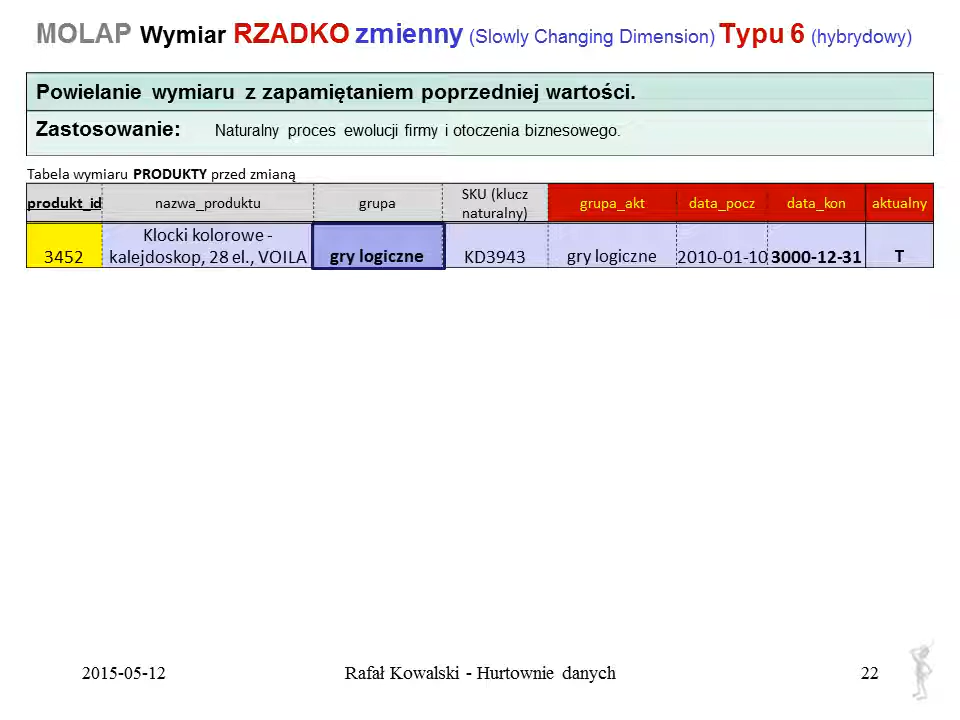 MOLAP Wymiar RZADKO zmienny (Slowly Changing Dimension) Typu 6 (hybrydowy)
Powielanie wymiaru z zapamiętaniem poprzedniej wartości.
Zastosowanie: Naturalny proces ewolucji firmy i otoczenia biznesowego.
Tabela wymiaru PRODUKTY przed zmianą
produkt_id nazwa_produktu grupa SKU (klucz naturalny) grupa_akt data_pocz data_kon aktualny
3452 Klocki kolorowe - kalejdoskop, 28 el., VOILA gry logiczne KD3943 gry logiczne 2010-01-10 3000-12-31 T
2015-05-12 Rafał Kowalski - Hurtownie danych 22